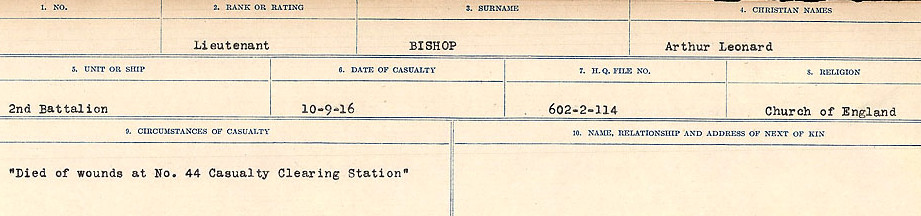 1. NO. 2. RANK OR RATING 3. SURNAME 4. CHRISTIAN NAMES
Lieutenant BISHOP Arthur Leonard
5. UNIT OR SHIP 6. DATE OF CASUALTY 7. H.Q. FILE NO. 8. RELIGION
2nd Battalion 10-9-16 602-2-114 Church of England
9. CIRCUMSTANCES OF CASUALTY 10. NAME, RELATIONSHIP AND ADDRESS OF NEXT OF KIN
"Died of wounds at No. 44 Casualty Clearing Station"